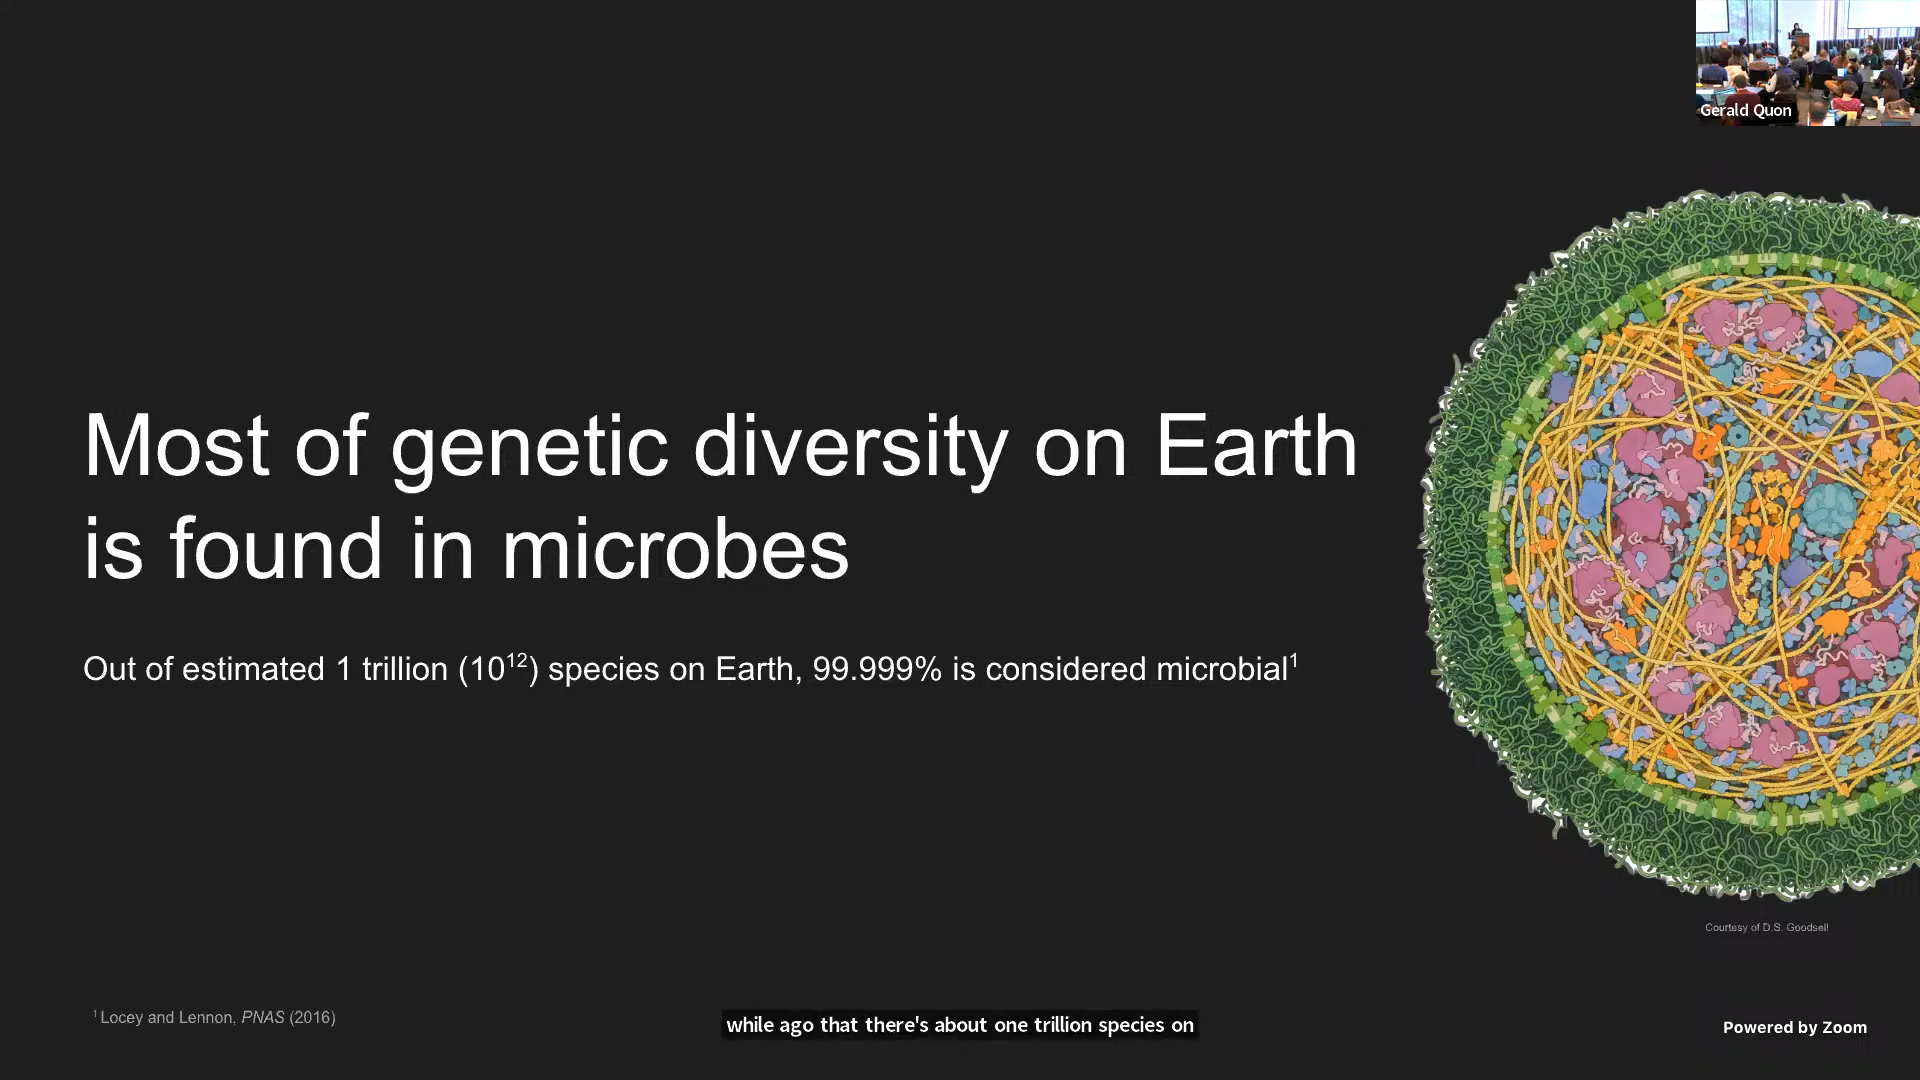 Gerald Quon
Most of genetic diversity on Earth
is found in microbes
Out of estimated 1 trillion (10¹²) species on Earth, 99.999% is considered microbial¹
Courtesy of D.S. Goodsell
¹ Locey and Lennon, PNAS (2016)
while ago that there's about one trillion species on
Powered by Zoom